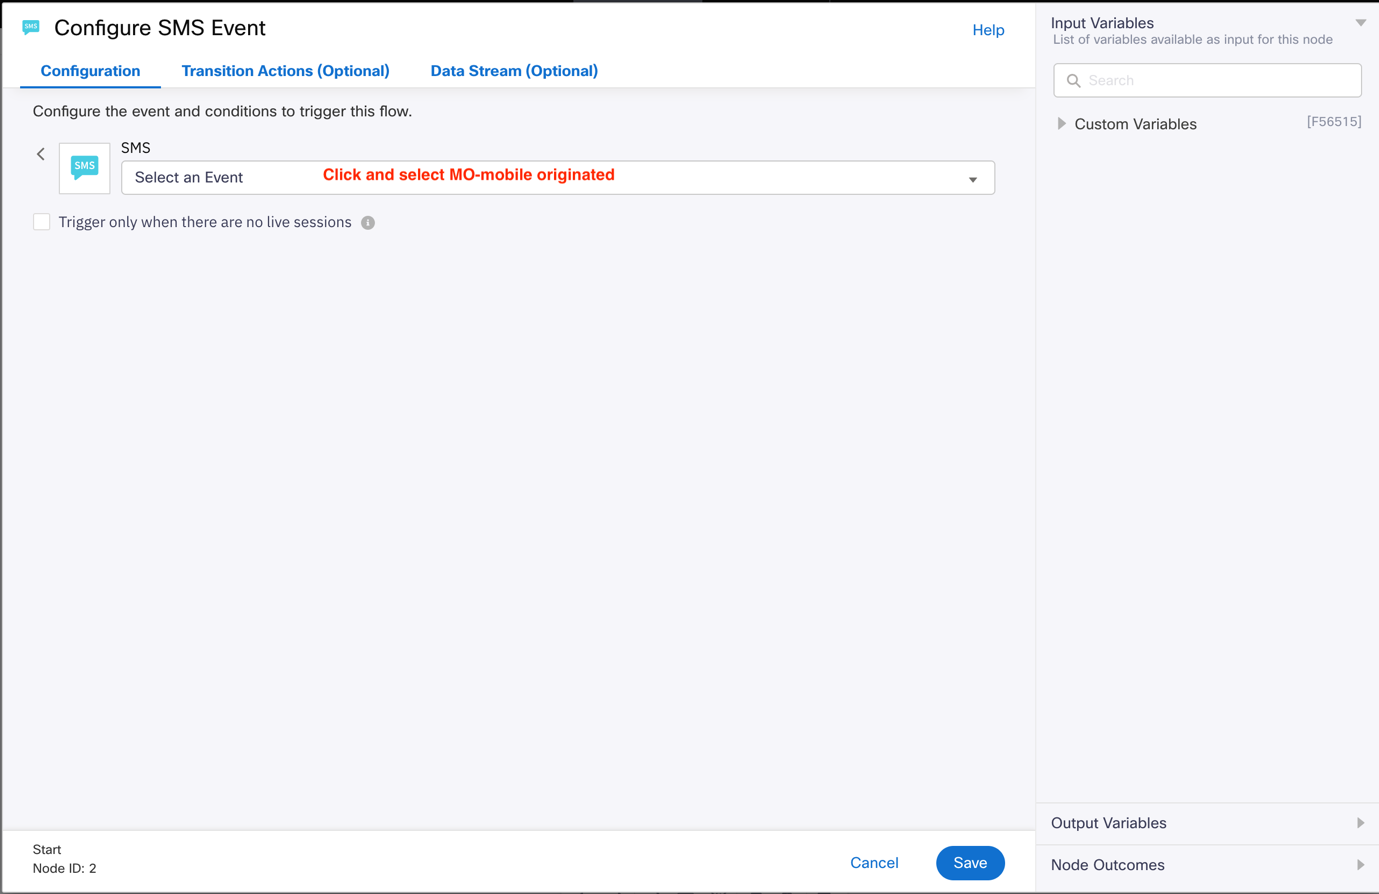 SMS
Configure SMS Event
Help
Configuration
Transition Actions (Optional)
Data Stream (Optional)
Configure the event and conditions to trigger this flow.
SMS
SMS
Select an Event
Click and select MO-mobile originated
Trigger only when there are no live sessions
Start
Node ID: 2
Cancel
Save
Input Variables
List of variables available as input for this node
Search
Custom Variables
[F56515]
Output Variables
Node Outcomes